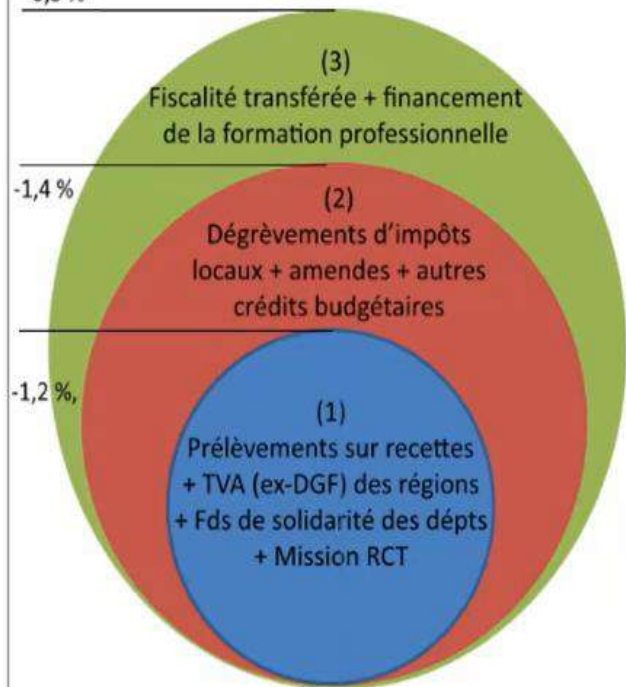 (3)
Fiscalité transférée + financement
de la formation professionnelle
-1,4 %
(2)
Dégrèvements d'impôts
locaux + amendes + autres
crédits budgétaires
-1,2 %,
(1)
Prélèvements sur recettes
+ TVA (ex-DGF) des régions
+ Fds de solidarité des dépts
+ Mission RCT